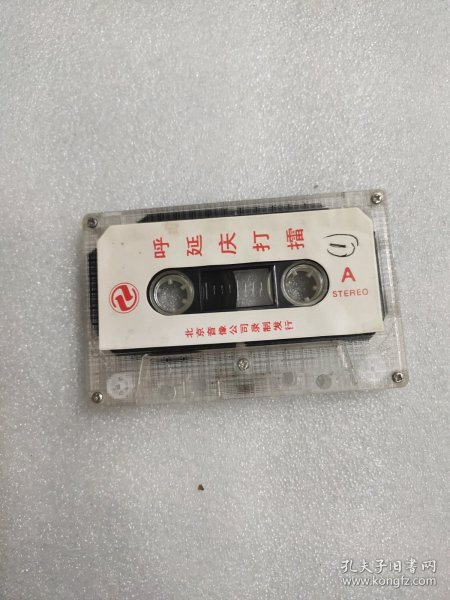 呼延庆打擂
①
A
STEREO
北京音像公司录制发行
孔夫子旧书网
www.kongfz.com